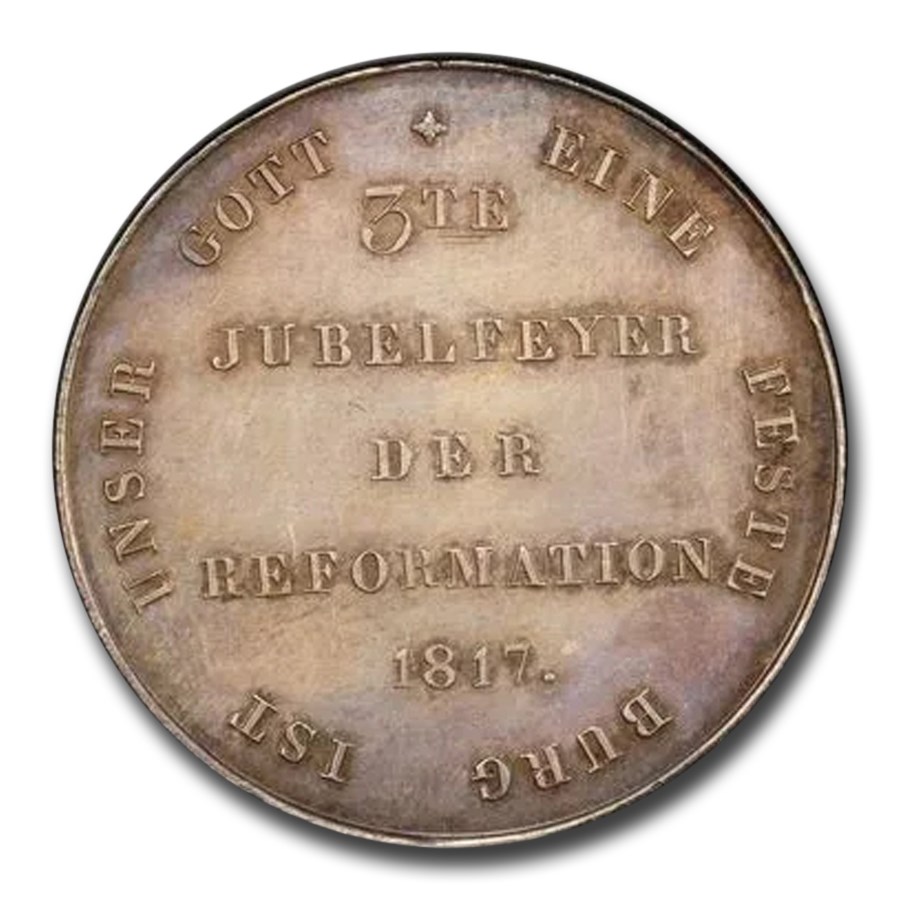 EINE FESTE BURG IST UNSER GOTT
3TE
JUBELFEYER
DER
REFORMATION
1817.